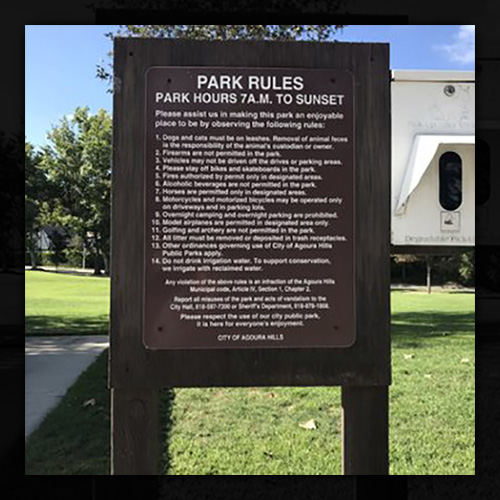 PARK RULES
PARK HOURS 7A.M. TO SUNSET
Please assist us in making this park an enjoyable
place to be by observing the following rules:
1. Dogs and cats must be on leashes. Removal of animal feces
is the responsibility of the animal's custodian or owner.
2. Firearms are not permitted in the park.
3. Vehicles may not be driven off the drives or parking areas.
4. Please stay off bikes and skateboards in the park.
5. Fires authorized by permit only in designated areas.
6. Alcoholic beverages are not permitted in the park.
7. Horses are permitted only in designated areas.
8. Motorcycles and motorized bicycles may be operated only
on driveways and in parking lots.
9. Overnight camping and overnight parking are prohibited.
10. Model airplanes are permitted in designated area only.
11. Golfing and archery are not permitted in the park.
12. All litter must be removed or deposited in trash receptacles.
13. Other ordinances governing use of City of Agoura Hills
Public Parks apply.
14. Do not drink irrigation water. To support conservation,
we irrigate with reclaimed water.
Any violation of the above rules is an infraction of the Agoura Hills
Municipal code, Article IV, Section 1, Chapter 2.
Report all misuses of the park and acts of vandalism to the
City Hall, 818-597-7300 or Sheriff's Department, 818-878-1808.
Please respect the use of our city public park.
It is here for everyone's enjoyment.
CITY OF AGOURA HILLS